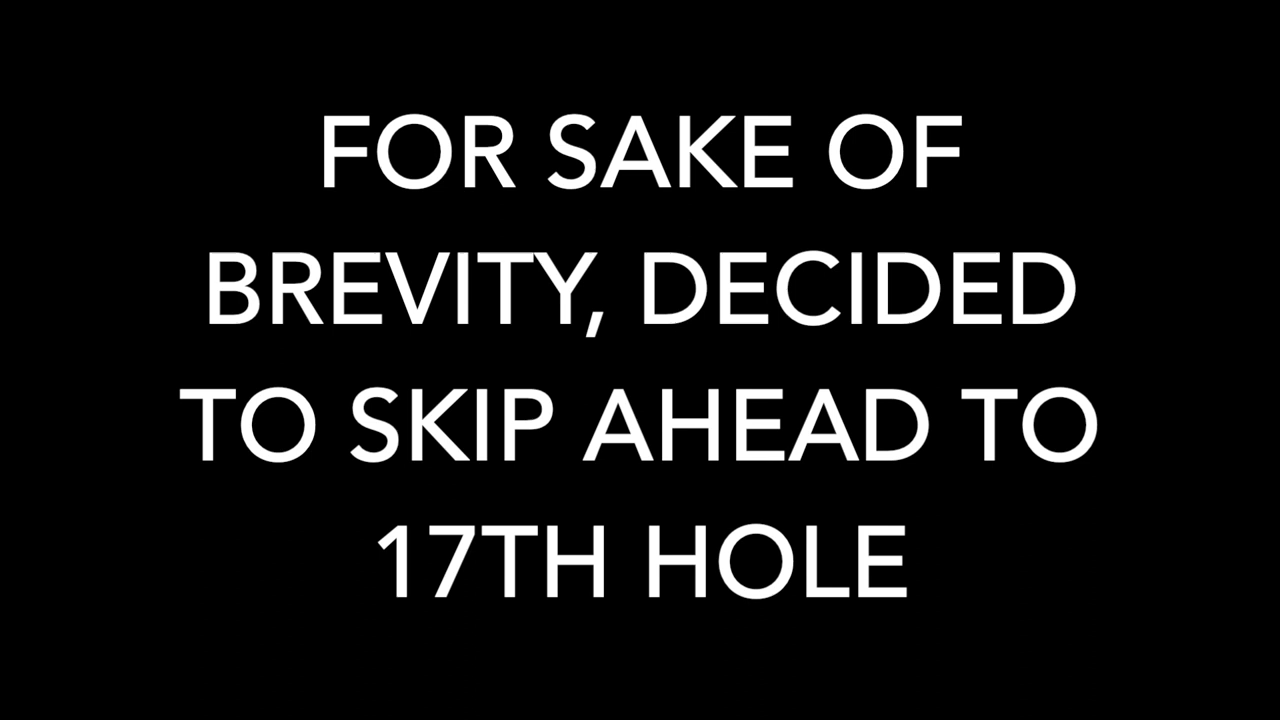 FOR SAKE OF
BREVITY, DECIDED
TO SKIP AHEAD TO
17TH HOLE